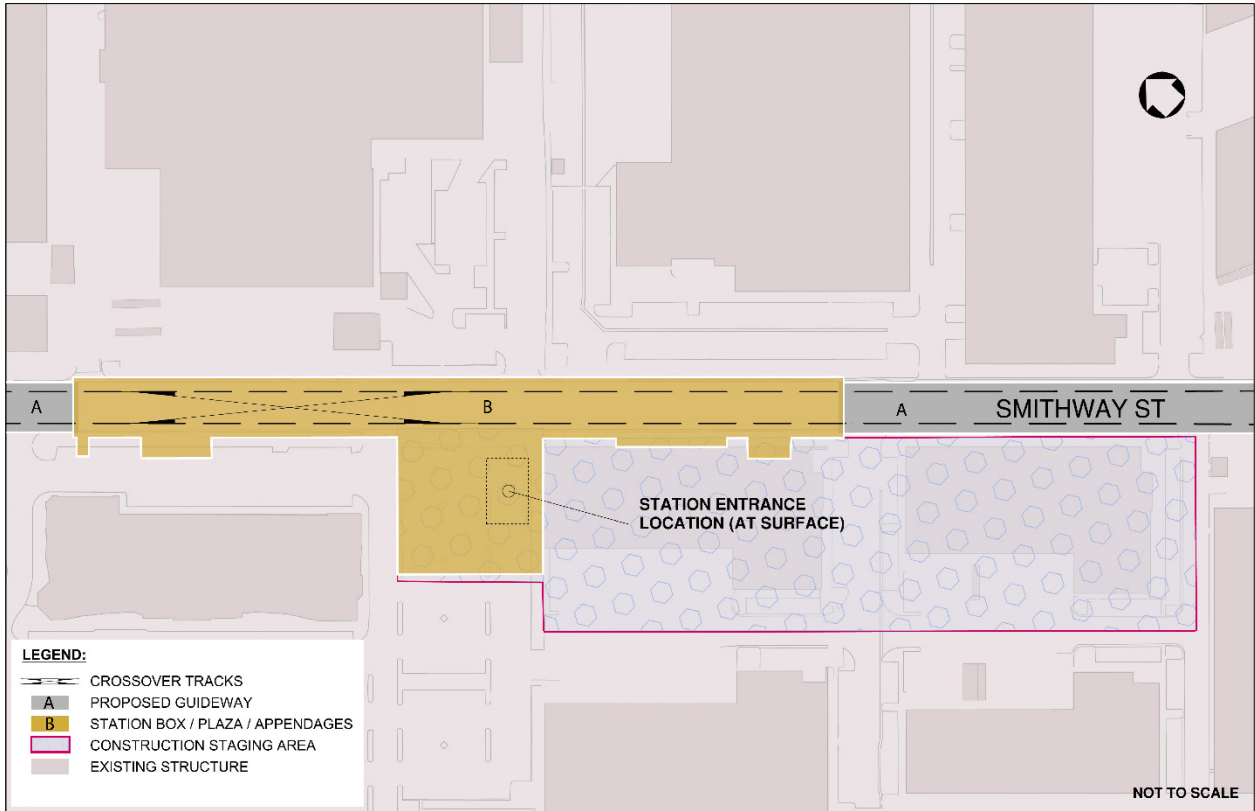 A
B
A
SMITHWAY ST
STATION ENTRANCE
LOCATION (AT SURFACE)
LEGEND:
CROSSOVER TRACKS
A PROPOSED GUIDEWAY
B STATION BOX / PLAZA / APPENDAGES
CONSTRUCTION STAGING AREA
EXISTING STRUCTURE
NOT TO SCALE